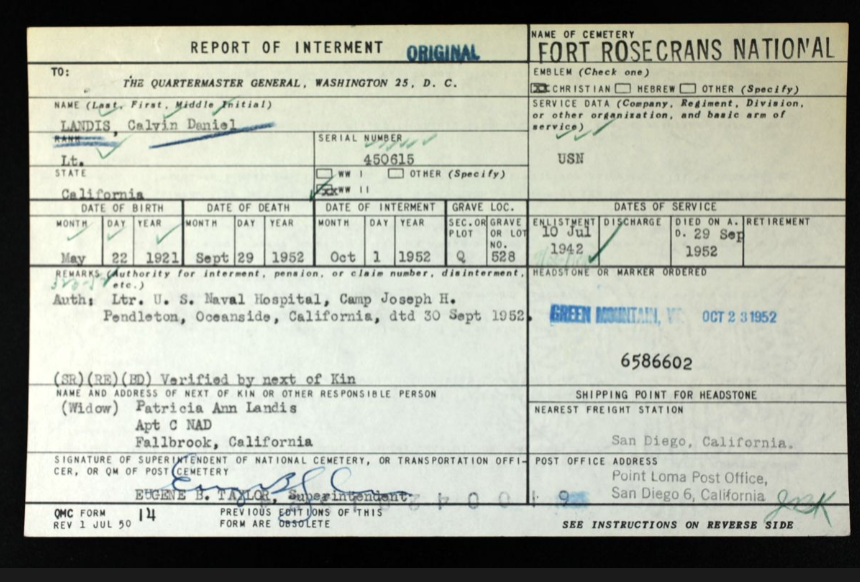 REPORT OF INTERMENT ORIGINAL
NAME OF CEMETERY
FORT ROSECRANS NATIONAL
TO:
THE QUARTERMASTER GENERAL, WASHINGTON 25, D. C.
EMBLEM (Check one)
CHRISTIAN HEBREW OTHER (Specify)
NAME (Last, First, Middle Initial)
LANDIS, Calvin Daniel
SERVICE DATA (Company, Regiment, Division,
or other organization, and basic arm of
service)
USN
RANK
Lt.
SERIAL NUMBER
450615
STATE
California
WW I OTHER (Specify)
XX WW II
DATE OF BIRTH DATE OF DEATH DATE OF INTERMENT GRAVE LOC. DATES OF SERVICE
MONTH DAY YEAR MONTH DAY YEAR MONTH DAY YEAR SEC. OR PLOT GRAVE OR LOT NO. ENLISTMENT DISCHARGE DIED ON A. D. RETIREMENT
May 22 1921 Sept 29 1952 Oct 1 1952 Q 528 10 Jul 1942 29 Sep 1952
REMARKS (Authority for interment, pension, or claim number, disinterment,
etc.)
Auth: Ltr. U. S. Naval Hospital, Camp Joseph H.
Pendleton, Oceanside, California, dtd 30 Sept 1952.
(SR)(RE)(BD) Verified by next of Kin
HEADSTONE OR MARKER ORDERED
GREEN MOUNTAIN, OCT 23 1952
6586602
NAME AND ADDRESS OF NEXT OF KIN OR OTHER RESPONSIBLE PERSON
(Widow) Patricia Ann Landis
Apt C NAD
Fallbrook, California
SHIPPING POINT FOR HEADSTONE
NEAREST FREIGHT STATION
San Diego, California.
SIGNATURE OF SUPERINTENDENT OF NATIONAL CEMETERY, OR TRANSPORTATION OFFI-
CER, OR QM OF POST CEMETERY
EUGENE B. TAYLOR, Superintendent
POST OFFICE ADDRESS
Point Loma Post Office,
San Diego 6, California
QMC FORM 14
REV 1 JUL 50
PREVIOUS EDITIONS OF THIS
FORM ARE OBSOLETE
SEE INSTRUCTIONS ON REVERSE SIDE